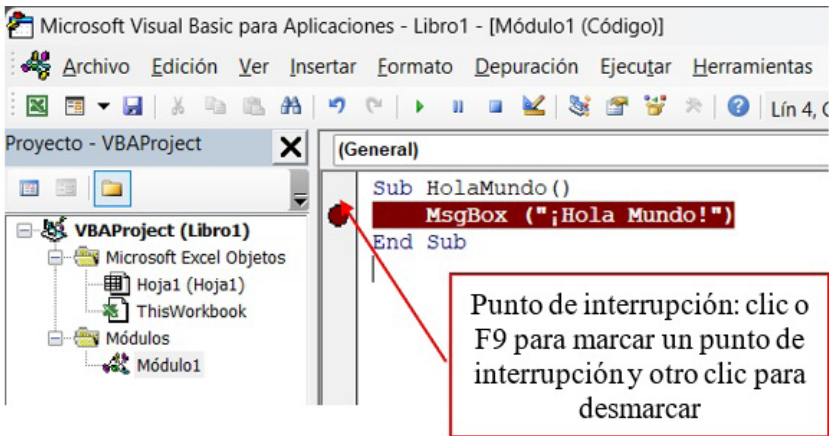 Microsoft Visual Basic para Aplicaciones - Libro1 - [Módulo1 (Código)]
Archivo Edición Ver Insertar Formato Depuración Ejecutar Herramientas
Lín 4,
Proyecto - VBAProject
(General)
Sub HolaMundo()
MsgBox ("¡Hola Mundo!")
End Sub
VBAProject (Libro1)
Microsoft Excel Objetos
Hoja1 (Hoja1)
ThisWorkbook
Módulos
Módulo1
Punto de interrupción: clic o
F9 para marcar un punto de
interrupción y otro clic para
desmarcar